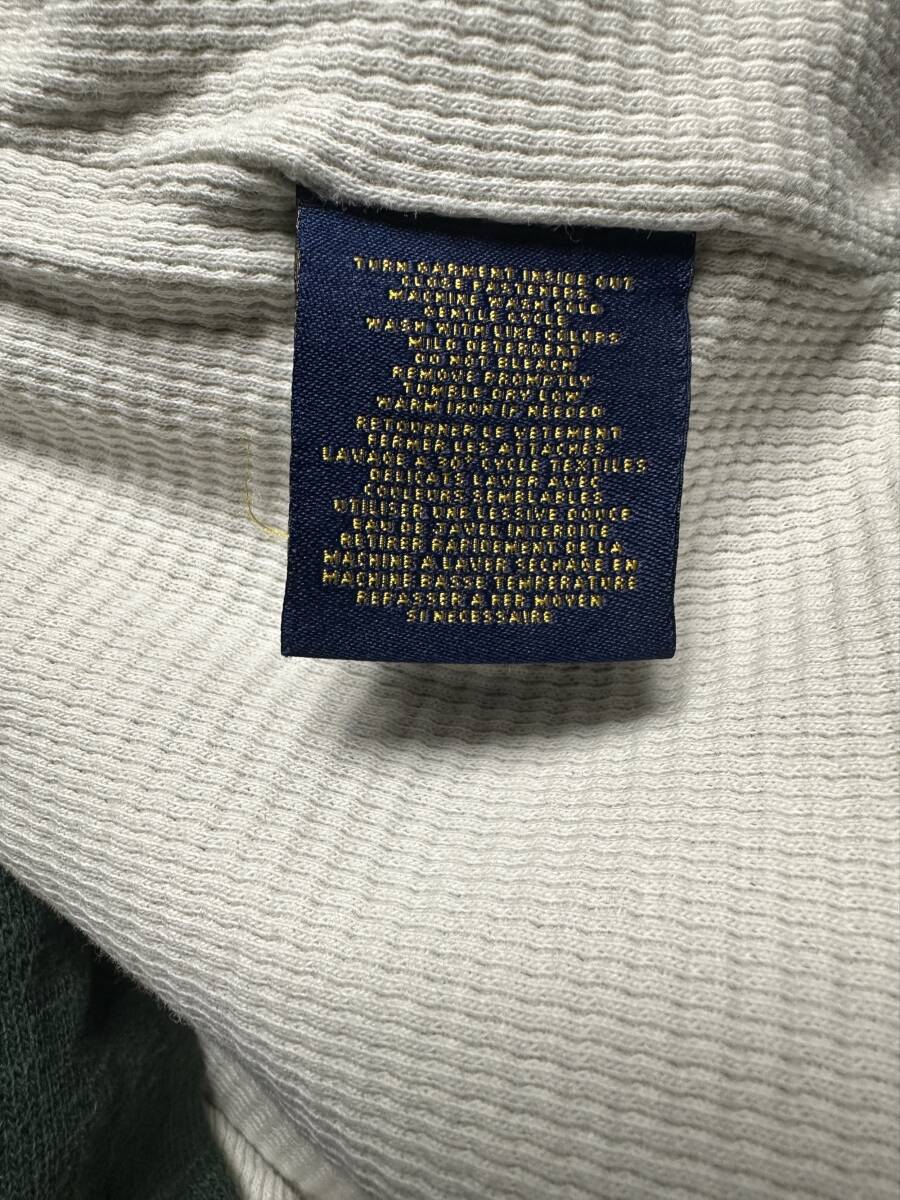 TURN GARMENT INSIDE OUT
CLOSE FASTENERS
MACHINE WASH COLD
GENTLE CYCLE
WASH WITH LIKE COLORS
MILD DETERGENT
DO NOT BLEACH
REMOVE PROMPTLY
TUMBLE DRY LOW
WARM IRON IF NEEDED
RETOURNER LE VETEMENT
FERMER LES ATTACHES
LAVAGE A 30° CYCLE TEXTILES
DELICATS LAVER AVEC
COULEURS SEMBLABLES
UTILISER UNE LESSIVE DOUCE
EAU DE JAVEL INTERDITE
RETIRER RAPIDEMENT DE LA
MACHINE A LAVER SECHAGE EN
MACHINE BASSE TEMPERATURE
REPASSER A FER MOYEN
SI NECESSAIRE